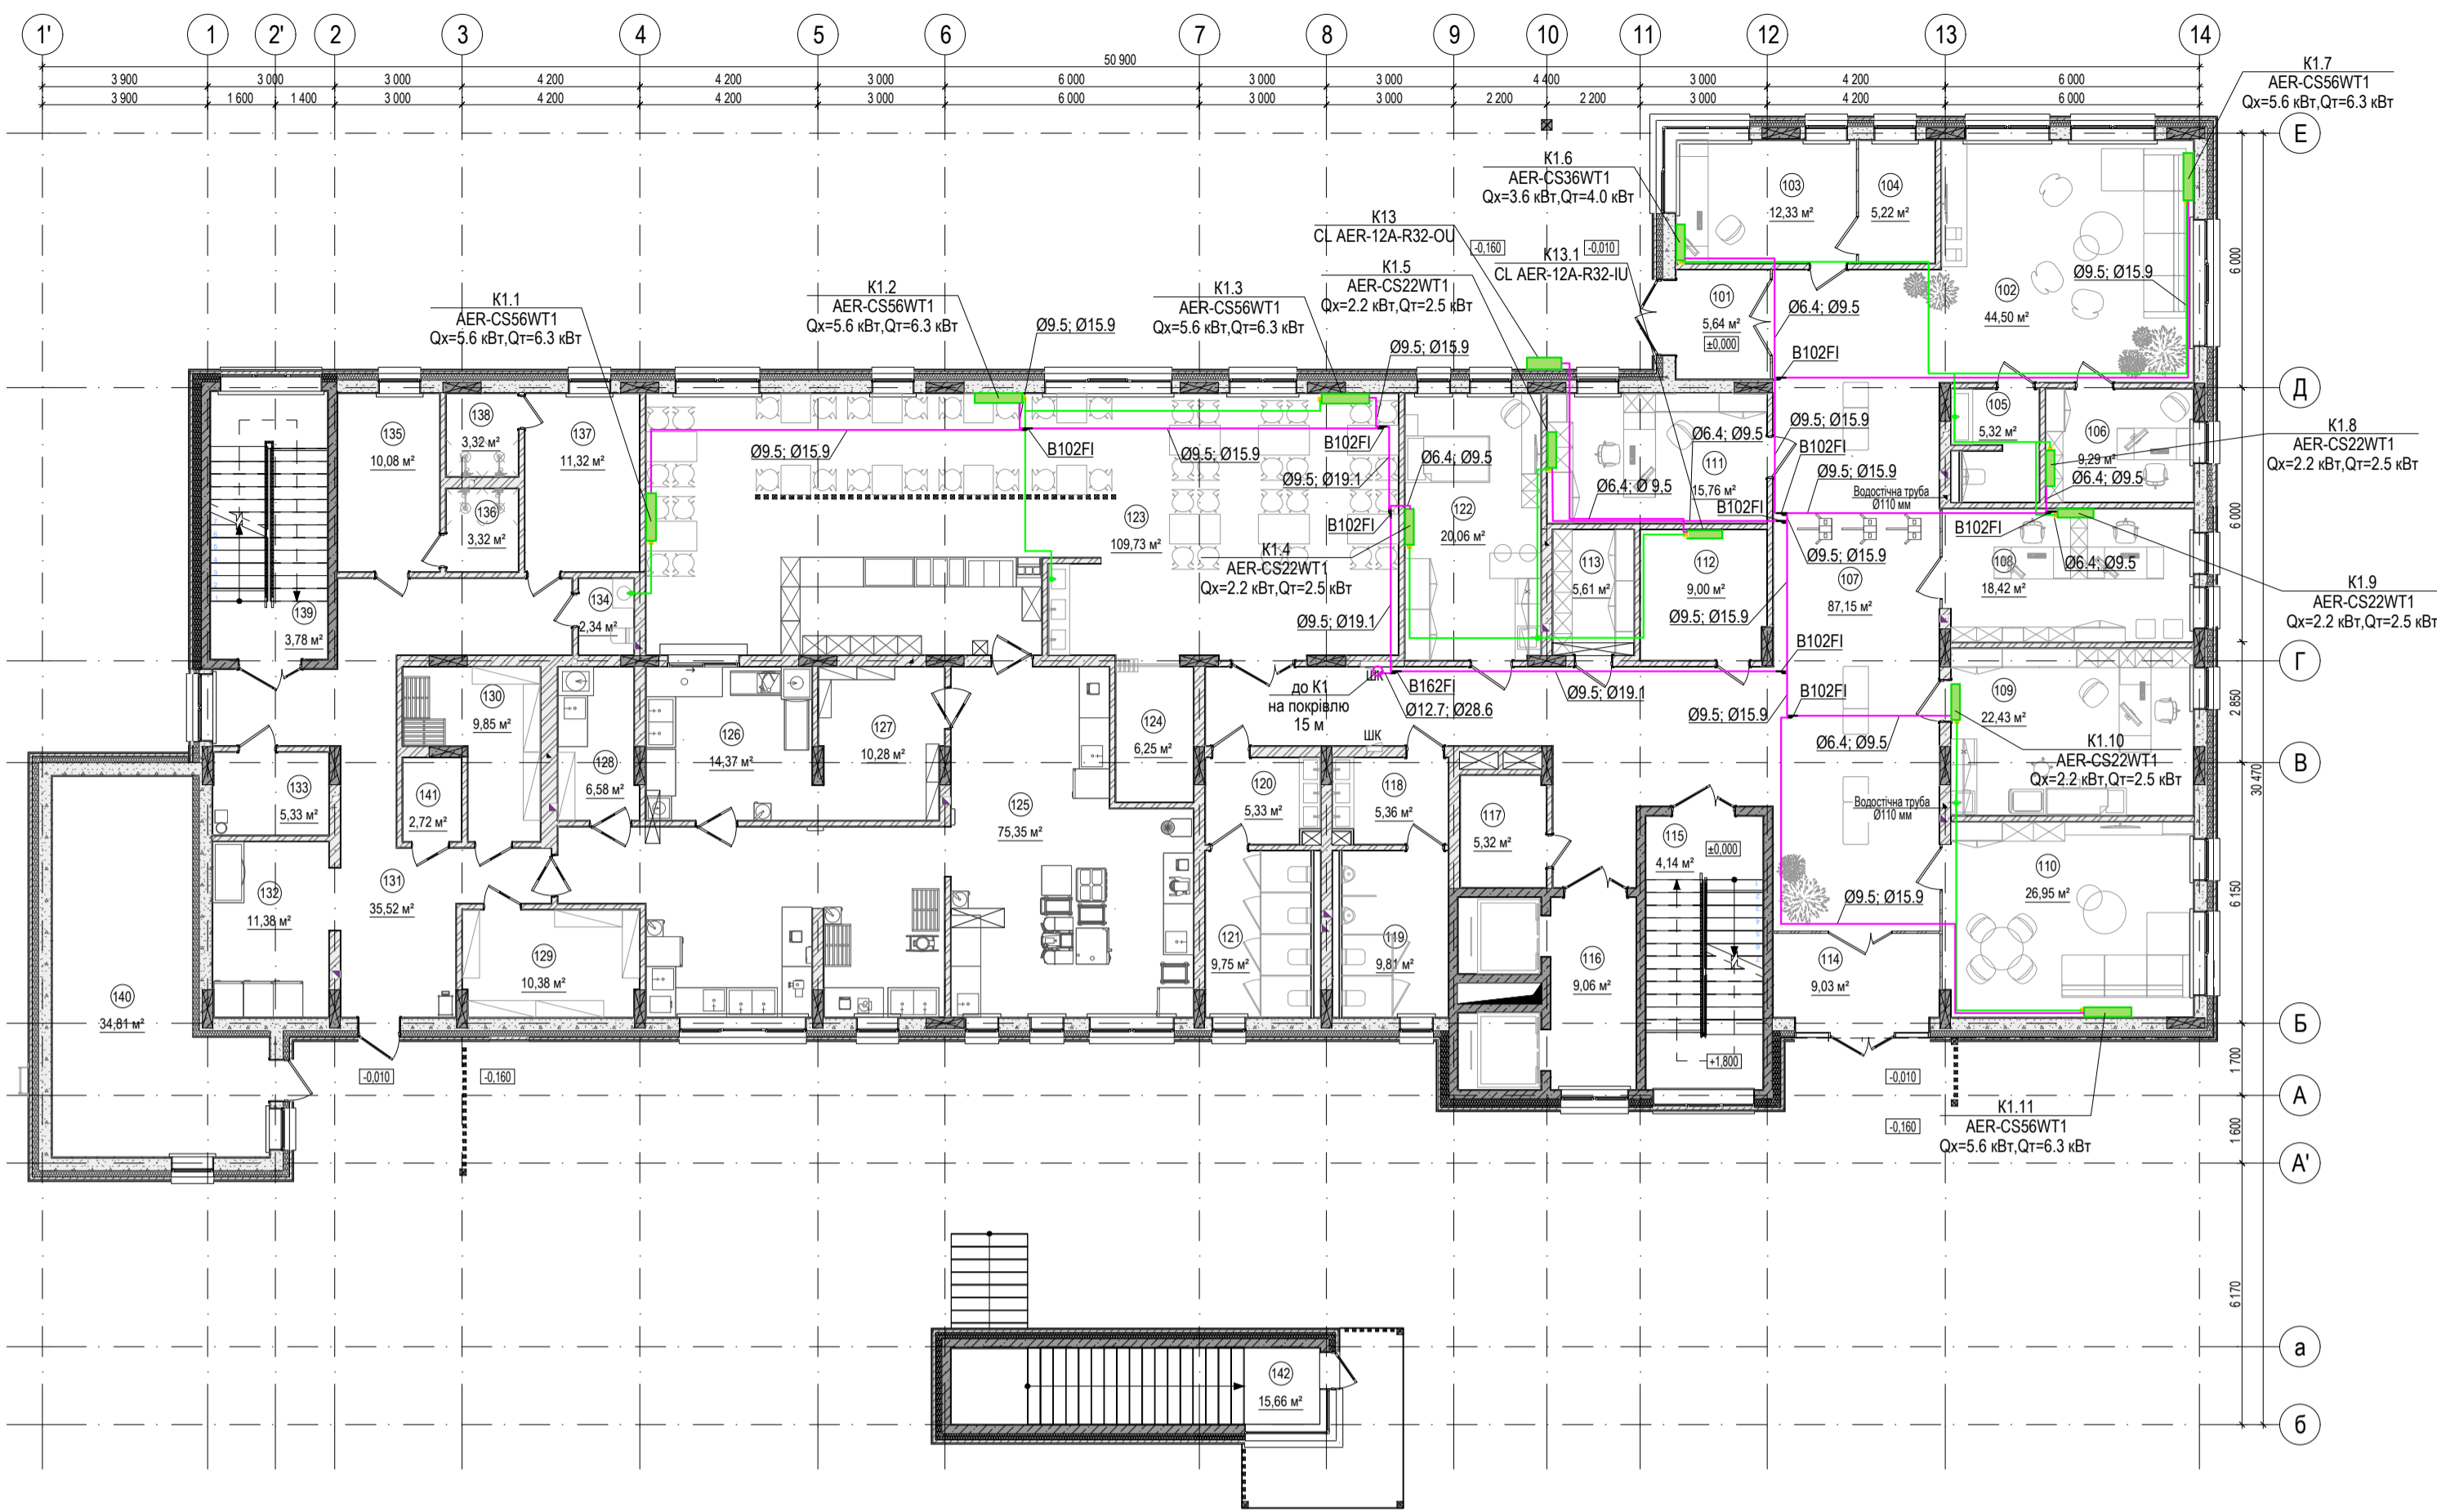 1' 1 2' 2 3 4 5 6 7 8 9 10 11 12 13 14
50 900
3 900 3 000 3 000 4 200 4 200 3 000 6 000 3 000 3 000 4 400 3 000 4 200 6 000
3 900 1 600 1 400 3 000 4 200 4 200 3 000 6 000 3 000 3 000 2 200 2 200 3 000 4 200 6 000
К1.7
AER-CS56WT1
Qx=5.6 кВт,Qт=6.3 кВт
Е
К1.6
AER-CS36WT1
Qx=3.6 кВт,Qт=4.0 кВт
103
12,33 м²
104
5,22 м²
К13
CL AER-12A-R32-OU
-0,160
-0,010
К13.1
CL AER-12A-R32-IU
К1.5
AER-CS22WT1
Qx=2.2 кВт,Qт=2.5 кВт
К1.1
AER-CS56WT1
Qx=5.6 кВт,Qт=6.3 кВт
К1.2
AER-CS56WT1
Qx=5.6 кВт,Qт=6.3 кВт
К1.3
AER-CS56WT1
Qx=5.6 кВт,Qт=6.3 кВт
Ø9.5; Ø15.9
Ø9.5; Ø15.9
101
5,64 м²
±0,000
Ø6.4; Ø9.5
102
44,50 м²
Ø9.5; Ø15.9
6 000
B102FI
Д
138
3,32 м²
135
10,08 м²
137
11,32 м²
136
3,32 м²
Ø9.5; Ø15.9
B102FI
Ø9.5; Ø15.9
B102FI
Ø9.5; Ø19.1
Ø6.4; Ø9.5
B102FI
123
109,73 м²
122
20,06 м²
Ø6.4; Ø9.5
111
15,76 м²
Ø6.4; Ø 9.5
B102FI
Ø9.5; Ø15.9
B102FI
Ø9.5; Ø15.9
105
5,32 м²
106
9,29 м²
Ø6.4; Ø9.5
Водостічна труба
Ø110 мм
К1.8
AER-CS22WT1
Qx=2.2 кВт,Qт=2.5 кВт
6 000
B102FI
Ø9.5; Ø15.9
107
87,15 м²
108
18,42 м²
Ø6.4; Ø9.5
К1.9
AER-CS22WT1
Qx=2.2 кВт,Qт=2.5 кВт
К1.4
AER-CS22WT1
Qx=2.2 кВт,Qт=2.5 кВт
113
5,61 м²
112
9,00 м²
Ø9.5; Ø15.9
Ø9.5; Ø19.1
139
3,78 м²
134
2,34 м²
Г
B102FI
до К1
на покрівлю
15 м
ШК
B162FI
Ø12.7; Ø28.6
Ø9.5; Ø19.1
Ø9.5; Ø15.9
B102FI
Ø6.4; Ø9.5
109
22,43 м²
К1.10
AER-CS22WT1
Qx=2.2 кВт,Qт=2.5 кВт
2 850
30 470
130
9,85 м²
126
14,37 м²
127
10,28 м²
124
6,25 м²
ШК
В
133
5,33 м²
141
2,72 м²
128
6,58 м²
125
75,35 м²
120
5,33 м²
118
5,36 м²
117
5,32 м²
115
4,14 м²
±0,000
Водостічна труба
Ø110 мм
110
26,95 м²
Ø9.5; Ø15.9
6 150
132
11,38 м²
131
35,52 м²
129
10,38 м²
121
9,75 м²
119
9,81 м²
116
9,06 м²
114
9,03 м²
140
34,81 м²
Б
+1,800
-0,010
-0,160
-0,010
1 700
А
К1.11
AER-CS56WT1
Qx=5.6 кВт,Qт=6.3 кВт
-0,160
1 600
А'
6 170
142
15,66 м²
а
б